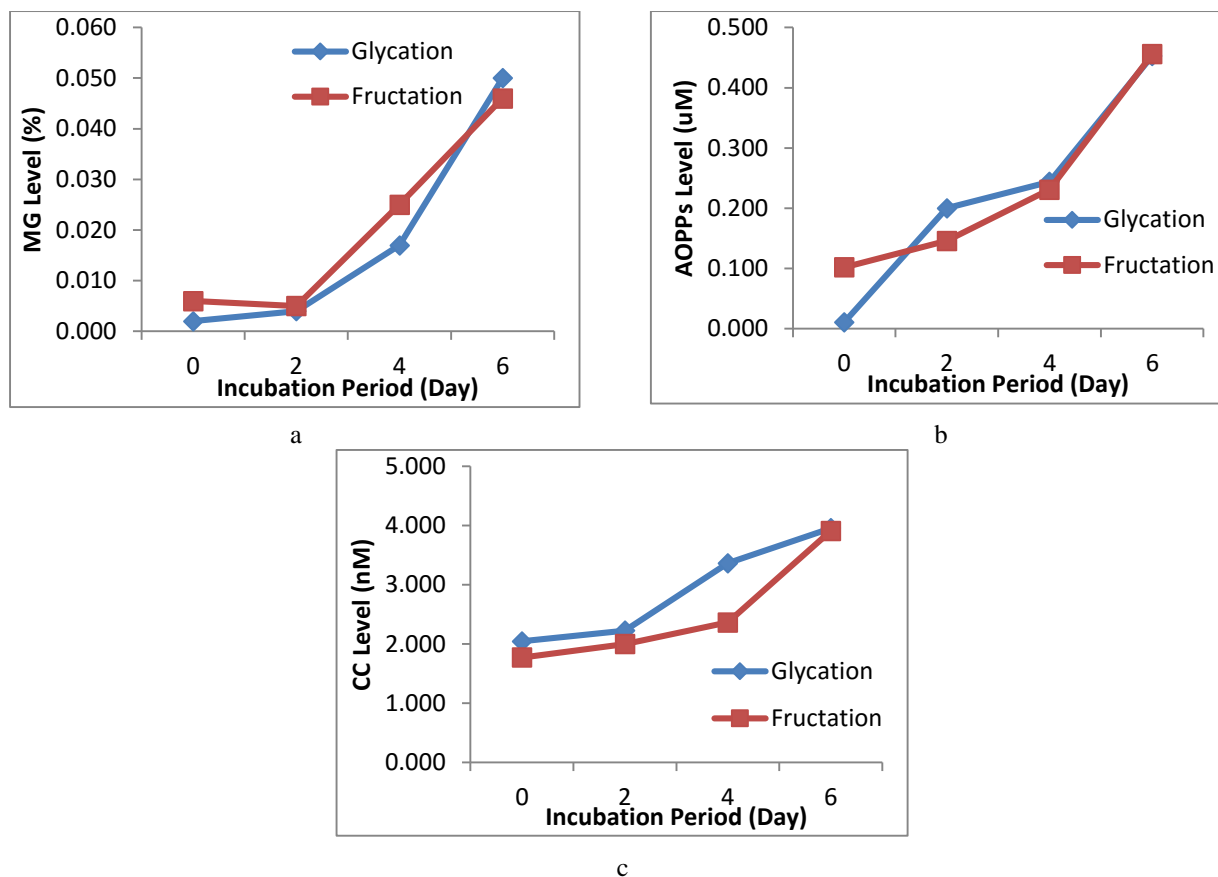 0.060
0.050
0.040
0.030
0.020
0.010
0.000
MG Level (%)
Glycation
Fructation
0 2 4 6
Incubation Period (Day)
a
0.500
0.400
0.300
0.200
0.100
0.000
AOPPs Level (uM)
Glycation
Fructation
0 2 4 6
Incubation Period (Day)
b
5.000
4.000
3.000
2.000
1.000
0.000
CC Level (nM)
Glycation
Fructation
0 2 4 6
Incubation Period (Day)
c